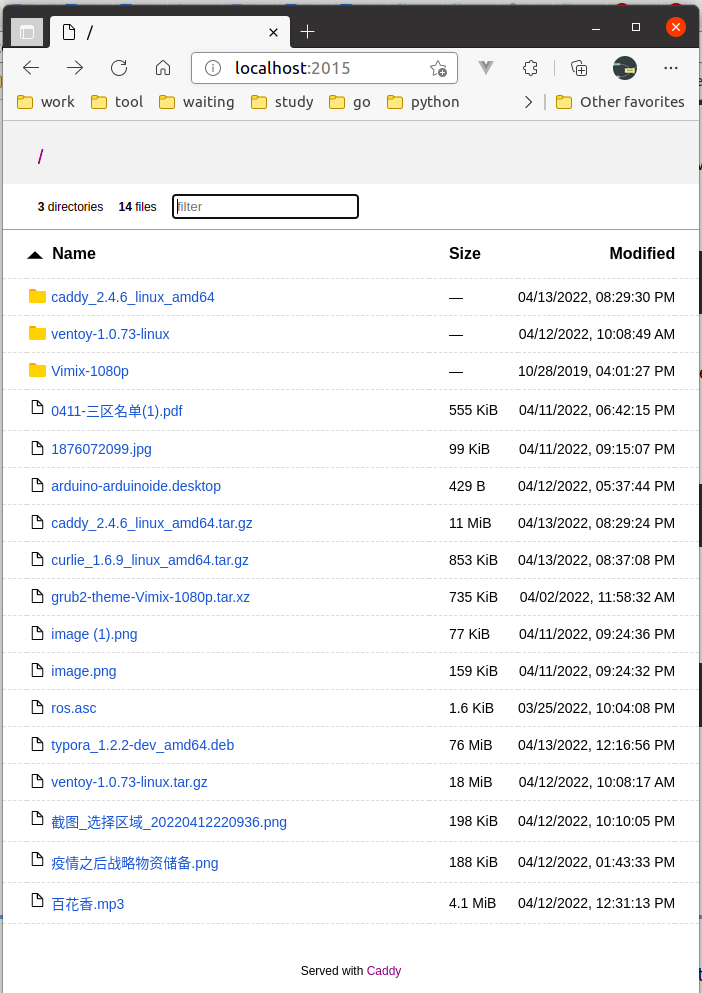 /
localhost:2015
work tool waiting study go python Other favorites
/
3 directories 14 files filter
Name Size Modified
caddy_2.4.6_linux_amd64 — 04/13/2022, 08:29:30 PM
ventoy-1.0.73-linux — 04/12/2022, 10:08:49 AM
Vimix-1080p — 10/28/2019, 04:01:27 PM
0411-三区名单(1).pdf 555 KiB 04/11/2022, 06:42:15 PM
1876072099.jpg 99 KiB 04/11/2022, 09:15:07 PM
arduino-arduinoide.desktop 429 B 04/12/2022, 05:37:44 PM
caddy_2.4.6_linux_amd64.tar.gz 11 MiB 04/13/2022, 08:29:24 PM
curlie_1.6.9_linux_amd64.tar.gz 853 KiB 04/13/2022, 08:37:08 PM
grub2-theme-Vimix-1080p.tar.xz 735 KiB 04/02/2022, 11:58:32 AM
image (1).png 77 KiB 04/11/2022, 09:24:36 PM
image.png 159 KiB 04/11/2022, 09:24:32 PM
ros.asc 1.6 KiB 03/25/2022, 10:04:08 PM
typora_1.2.2-dev_amd64.deb 76 MiB 04/13/2022, 12:16:56 PM
ventoy-1.0.73-linux.tar.gz 18 MiB 04/12/2022, 10:08:17 AM
截图_选择区域_20220412220936.png 198 KiB 04/12/2022, 10:10:05 PM
疫情之后战略物资储备.png 188 KiB 04/12/2022, 01:43:33 PM
百花香.mp3 4.1 MiB 04/12/2022, 12:31:13 PM
Served with Caddy